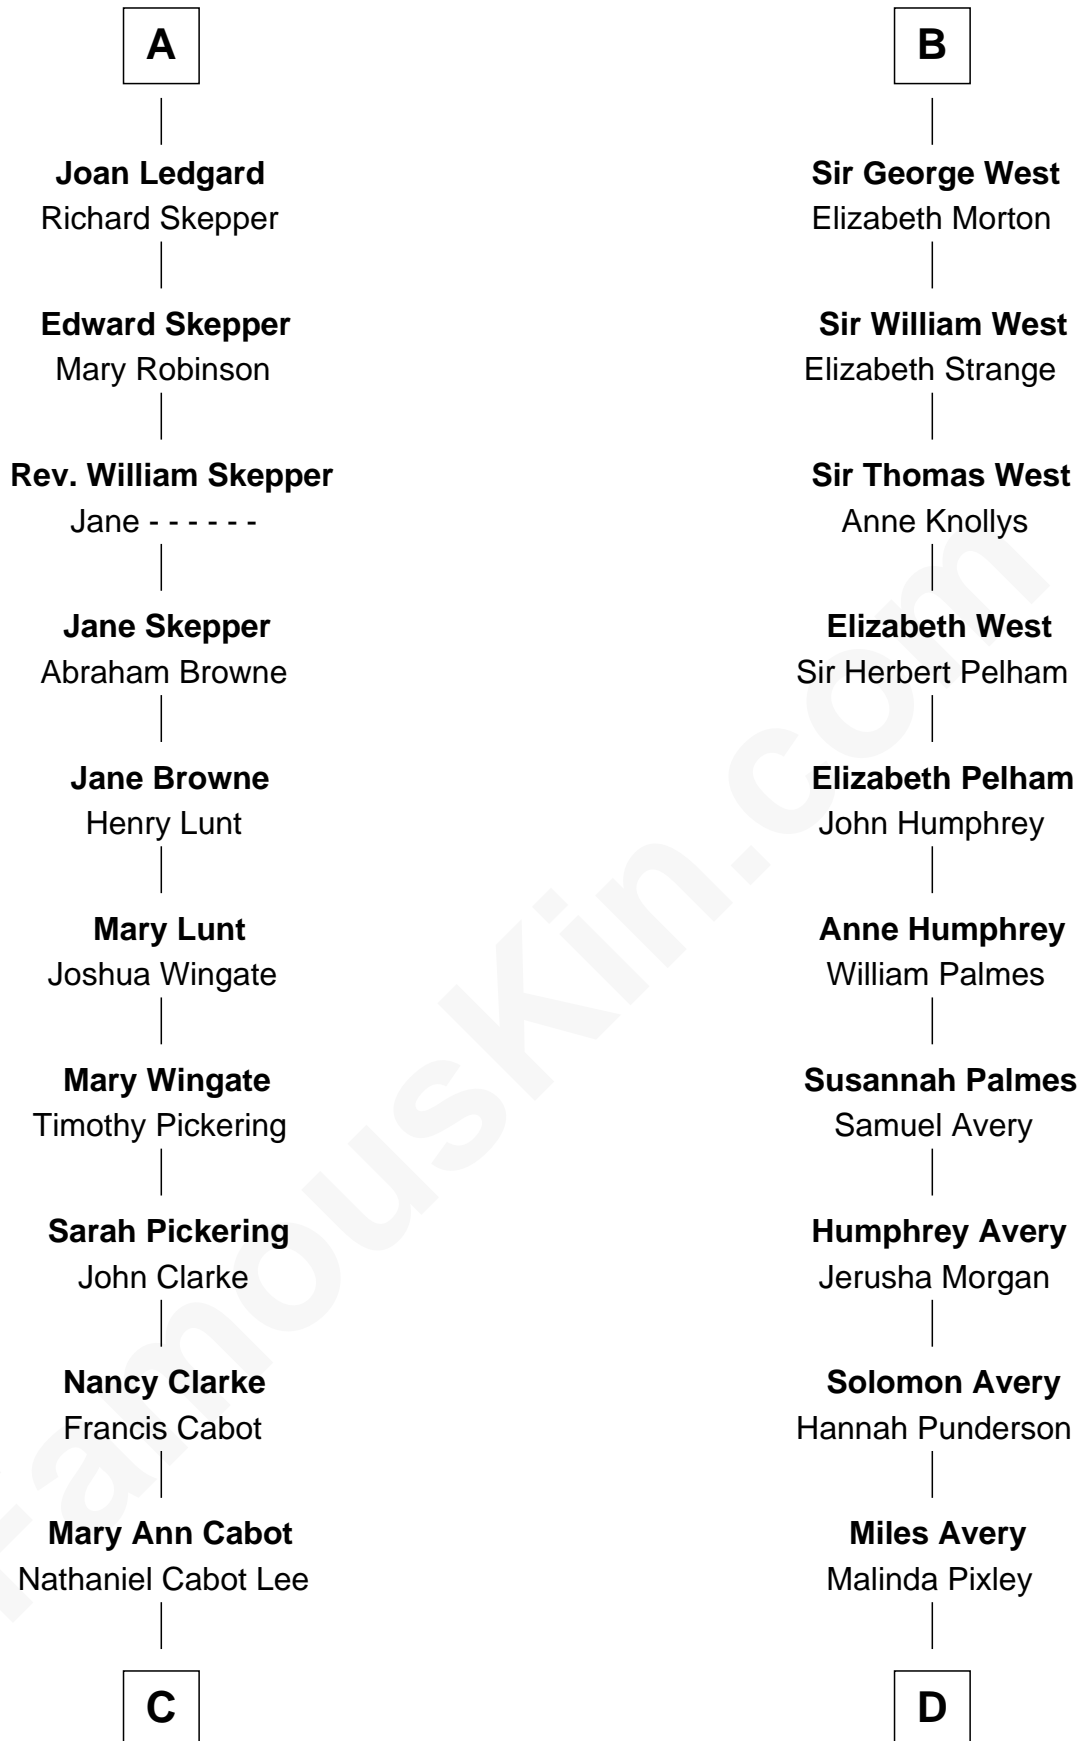 A
Joan Ledgard
Richard Skepper
Edward Skepper
Mary Robinson
Rev. William Skepper
Jane - - - - - -
Jane Skepper
Abraham Browne
Jane Browne
Henry Lunt
Mary Lunt
Joshua Wingate
Mary Wingate
Timothy Pickering
Sarah Pickering
John Clarke
Nancy Clarke
Francis Cabot
Mary Ann Cabot
Nathaniel Cabot Lee
C
B
Sir George West
Elizabeth Morton
Sir William West
Elizabeth Strange
Sir Thomas West
Anne Knollys
Elizabeth West
Sir Herbert Pelham
Elizabeth Pelham
John Humphrey
Anne Humphrey
William Palmes
Susannah Palmes
Samuel Avery
Humphrey Avery
Jerusha Morgan
Solomon Avery
Hannah Punderson
Miles Avery
Malinda Pixley
D
FamousKin.com